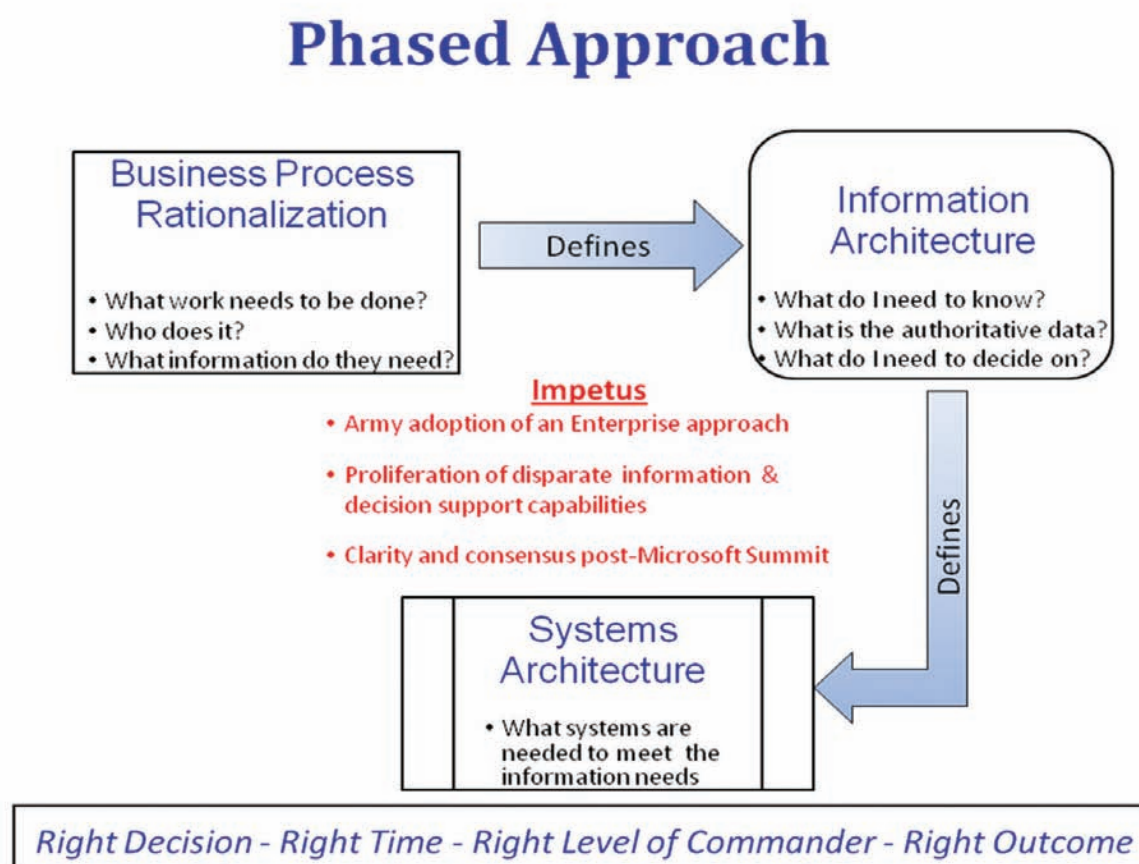 Phased Approach
Business Process
Rationalization
• What work needs to be done?
• Who does it?
• What information do they need?
Defines
Information
Architecture
• What do I need to know?
• What is the authoritative data?
• What do I need to decide on?
Impetus
• Army adoption of an Enterprise approach
• Proliferation of disparate information &
decision support capabilities
• Clarity and consensus post-Microsoft Summit
Defines
Systems
Architecture
• What systems are
needed to meet the
information needs
Right Decision - Right Time - Right Level of Commander - Right Outcome